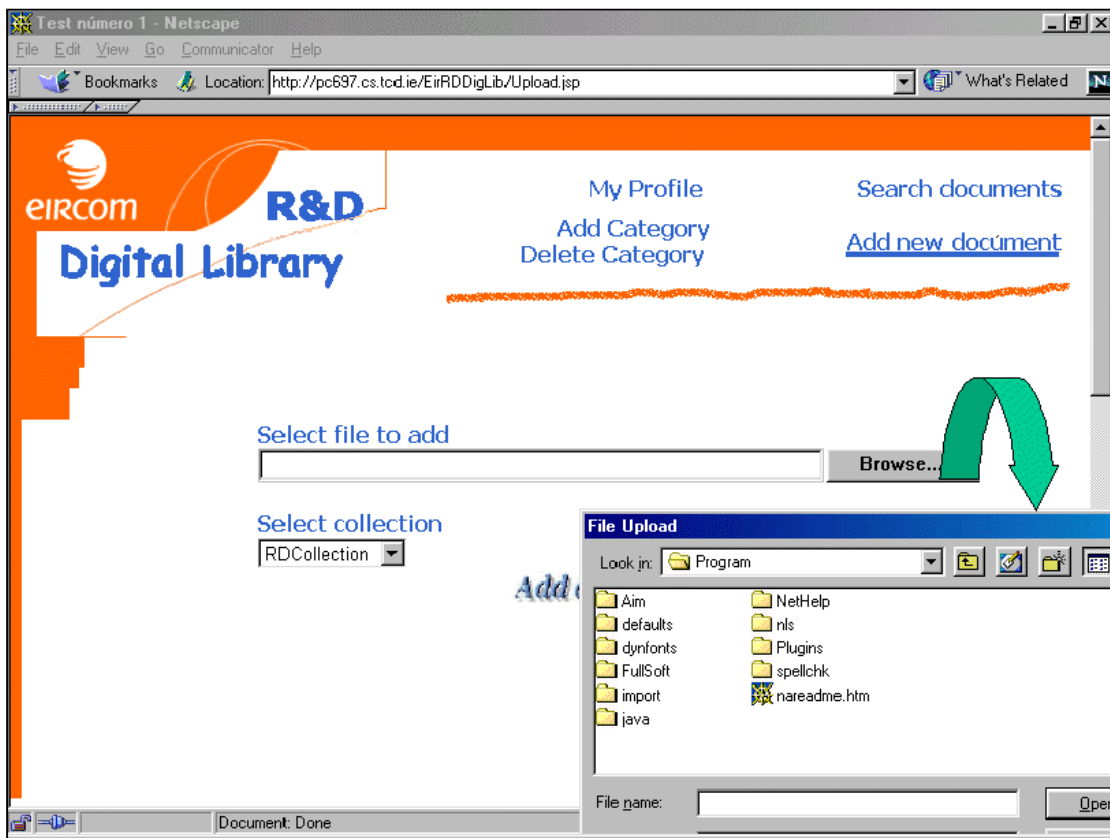 Test número 1 - Netscape
File Edit View Go Communicator Help
Bookmarks Location: http://pc697.cs.tcd.ie/EirRDDigLib/Upload.jsp What's Related N
eircom
R&D
Digital Library
My Profile
Add Category
Delete Category
Search documents
Add new document
Select file to add
Browse...
Select collection
RDCollection
Add
File Upload
Look in: Program
Aim
defaults
dynfonts
FullSoft
import
java
NetHelp
nls
Plugins
spellchk
nareadme.htm
File name:
Open
Document: Done